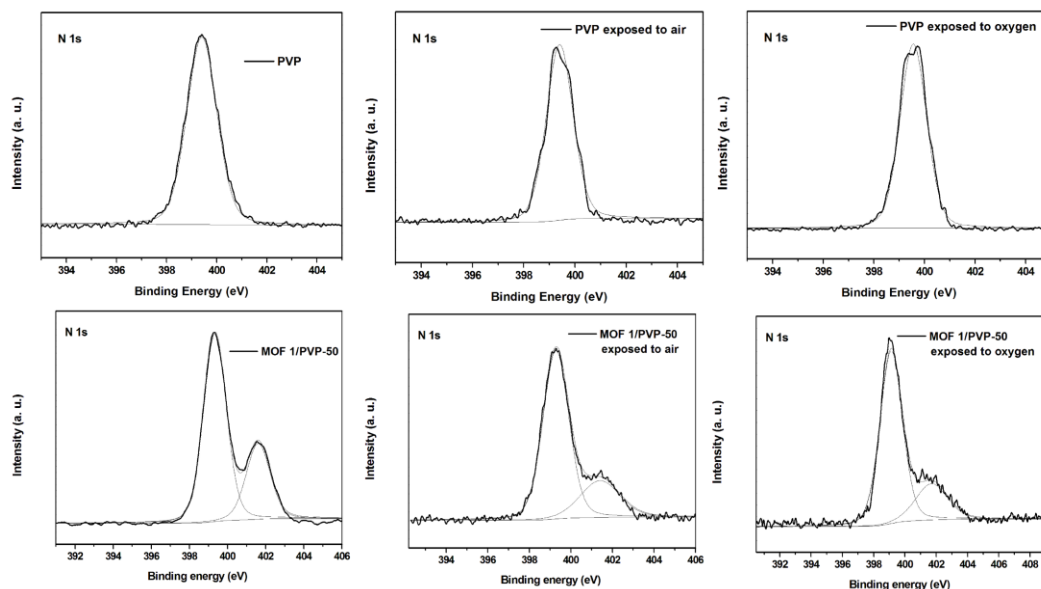 N 1s
PVP
Intensity (a. u.)
394 396 398 400 402 404
Binding Energy (eV)
N 1s
PVP exposed to air
Intensity (a. u.)
394 396 398 400 402 404
Binding Energy (eV)
N 1s
PVP exposed to oxygen
Intensity (a. u.)
394 396 398 400 402 404
Binding Energy (eV)
N 1s
MOF 1/PVP-50
Intensity (a. u.)
392 394 396 398 400 402 404 406
Binding energy (eV)
N 1s
MOF 1/PVP-50
exposed to air
Intensity (a. u.)
392 394 396 398 400 402 404 406
Binding energy (eV)
N 1s
MOF 1/PVP-50
exposed to oxygen
Intensity (a. u.)
390 392 394 396 398 400 402 404 406 408
Binding energy (eV)